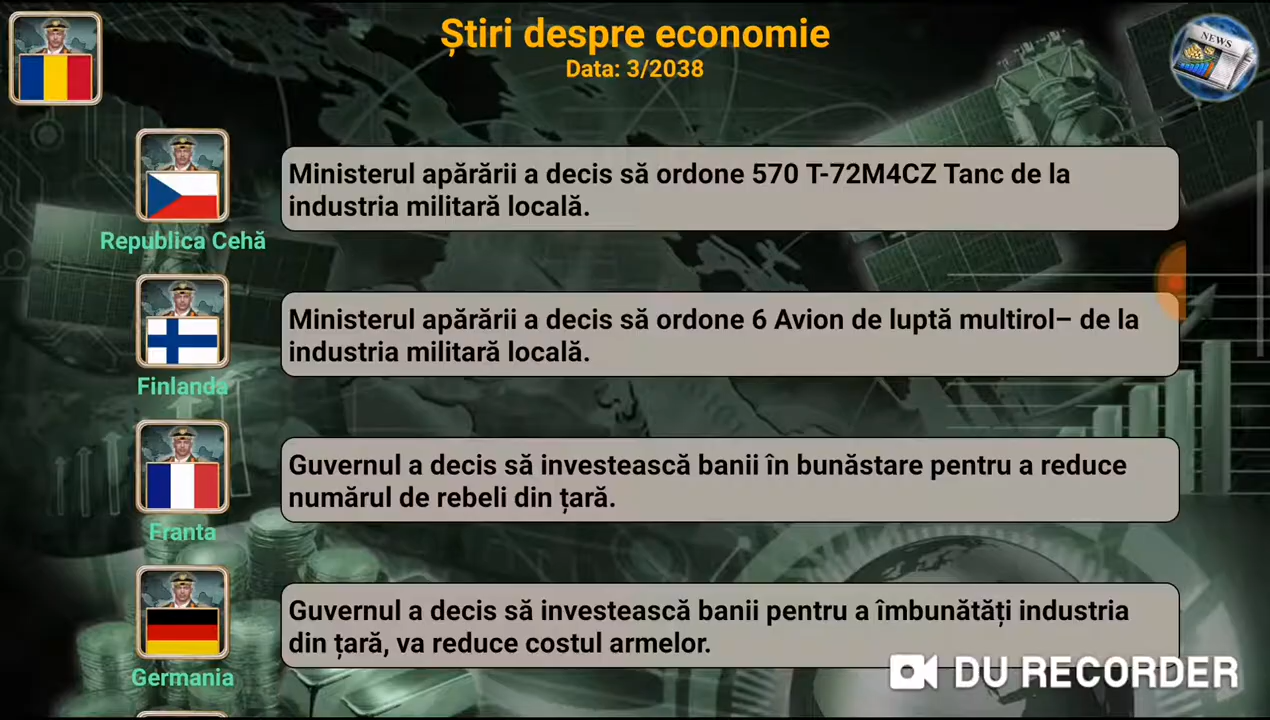 Știri despre economie
Data: 3/2038
NEWS
Ministerul apărării a decis să ordone 570 T-72M4CZ Tanc de la
industria militară locală.
Republica Cehă
Ministerul apărării a decis să ordone 6 Avion de luptă multirol– de la
industria militară locală.
Finlanda
Guvernul a decis să investească banii în bunăstare pentru a reduce
numărul de rebeli din țară.
Franta
Guvernul a decis să investească banii pentru a îmbunătăți industria
din țară, va reduce costul armelor.
Germania
DU RECORDER